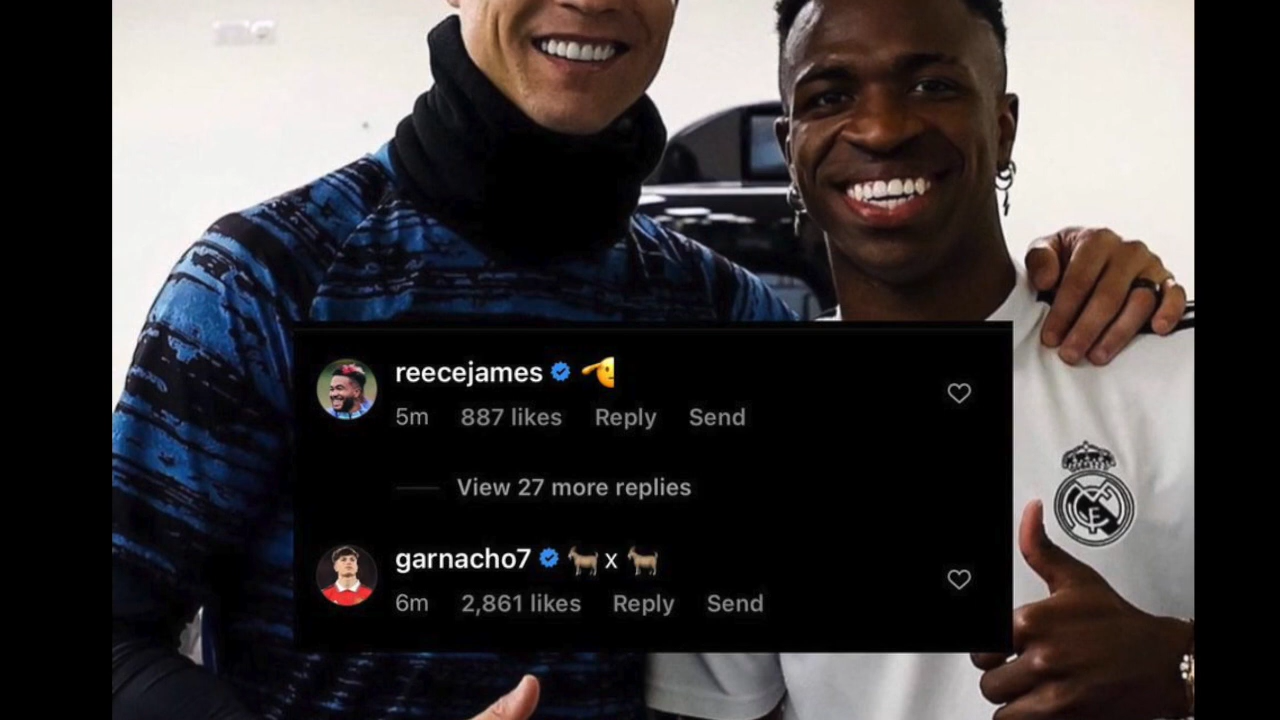 reecejames 🫡
5m 887 likes Reply Send
View 27 more replies
garnacho7 🐐 x 🐐
6m 2,861 likes Reply Send